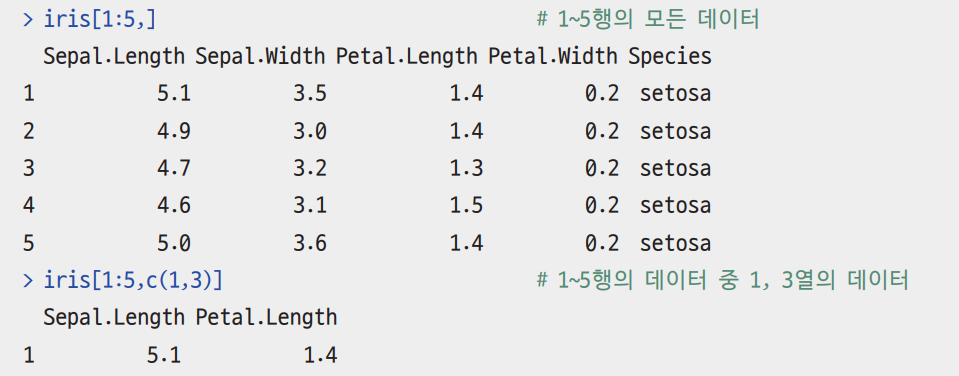 > iris[1:5,] # 1~5행의 모든 데이터
Sepal.Length Sepal.Width Petal.Length Petal.Width Species
1 5.1 3.5 1.4 0.2 setosa
2 4.9 3.0 1.4 0.2 setosa
3 4.7 3.2 1.3 0.2 setosa
4 4.6 3.1 1.5 0.2 setosa
5 5.0 3.6 1.4 0.2 setosa
> iris[1:5,c(1,3)] # 1~5행의 데이터 중 1, 3열의 데이터
Sepal.Length Petal.Length
1 5.1 1.4